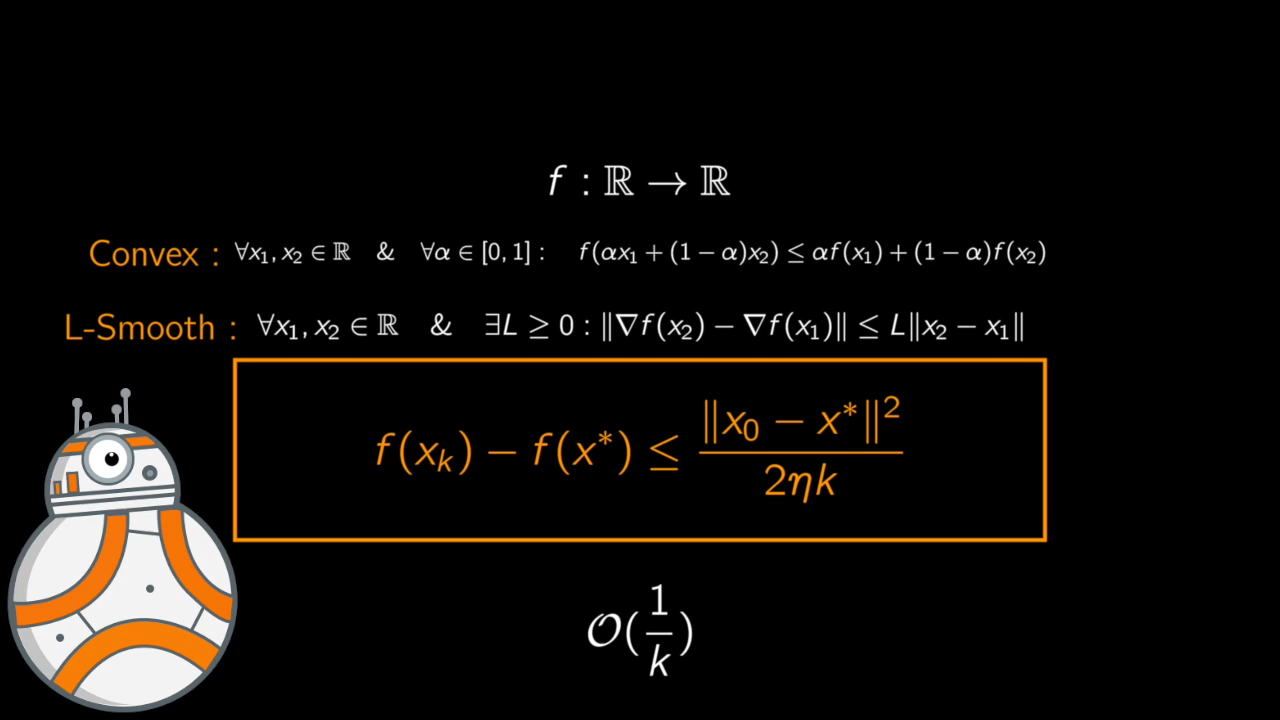 f : ℝ → ℝ
Convex : ∀x₁, x₂ ∈ ℝ & ∀α ∈ [0, 1] : f(αx₁ + (1 − α)x₂) ≤ αf(x₁) + (1 − α)f(x₂)
L-Smooth : ∀x₁, x₂ ∈ ℝ & ∃L ≥ 0 : ‖∇f(x₂) − ∇f(x₁)‖ ≤ L‖x₂ − x₁‖
f(xₖ) − f(x*) ≤ ‖x₀ − x*‖² / 2ηk
𝒪(1/k)